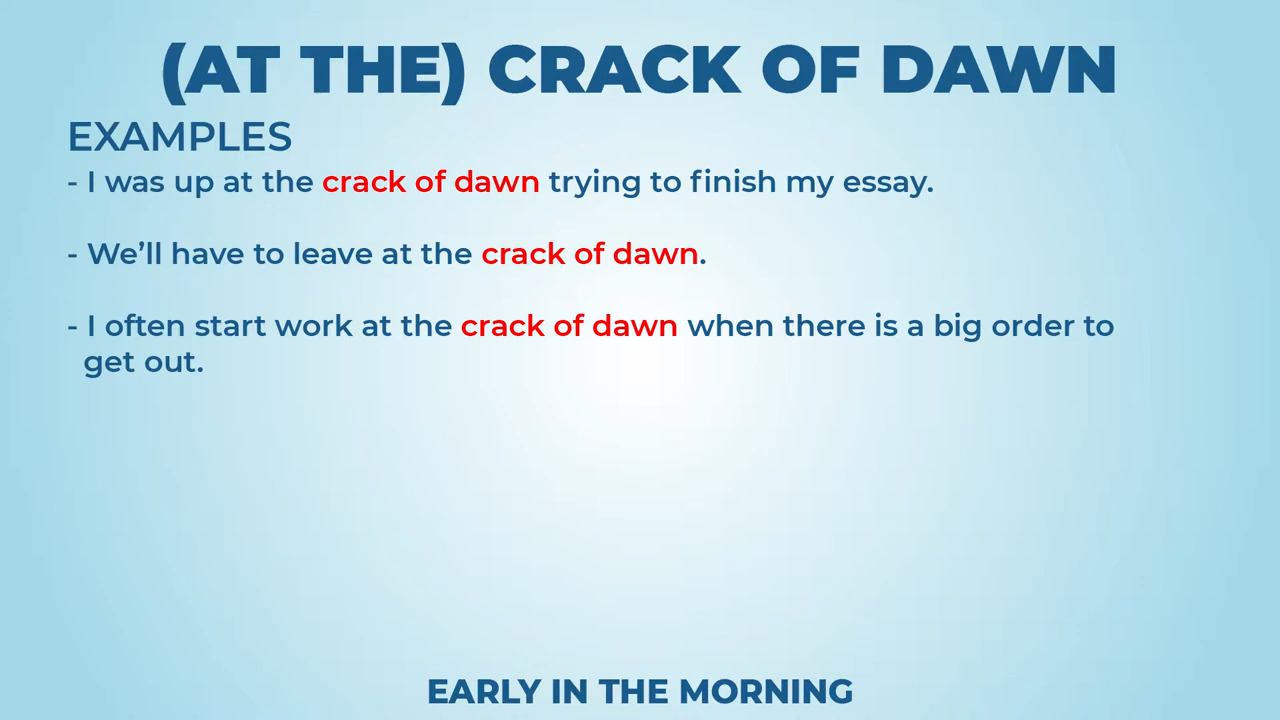 (AT THE) CRACK OF DAWN
EXAMPLES
- I was up at the crack of dawn trying to finish my essay.
- We’ll have to leave at the crack of dawn.
- I often start work at the crack of dawn when there is a big order to
get out.
EARLY IN THE MORNING